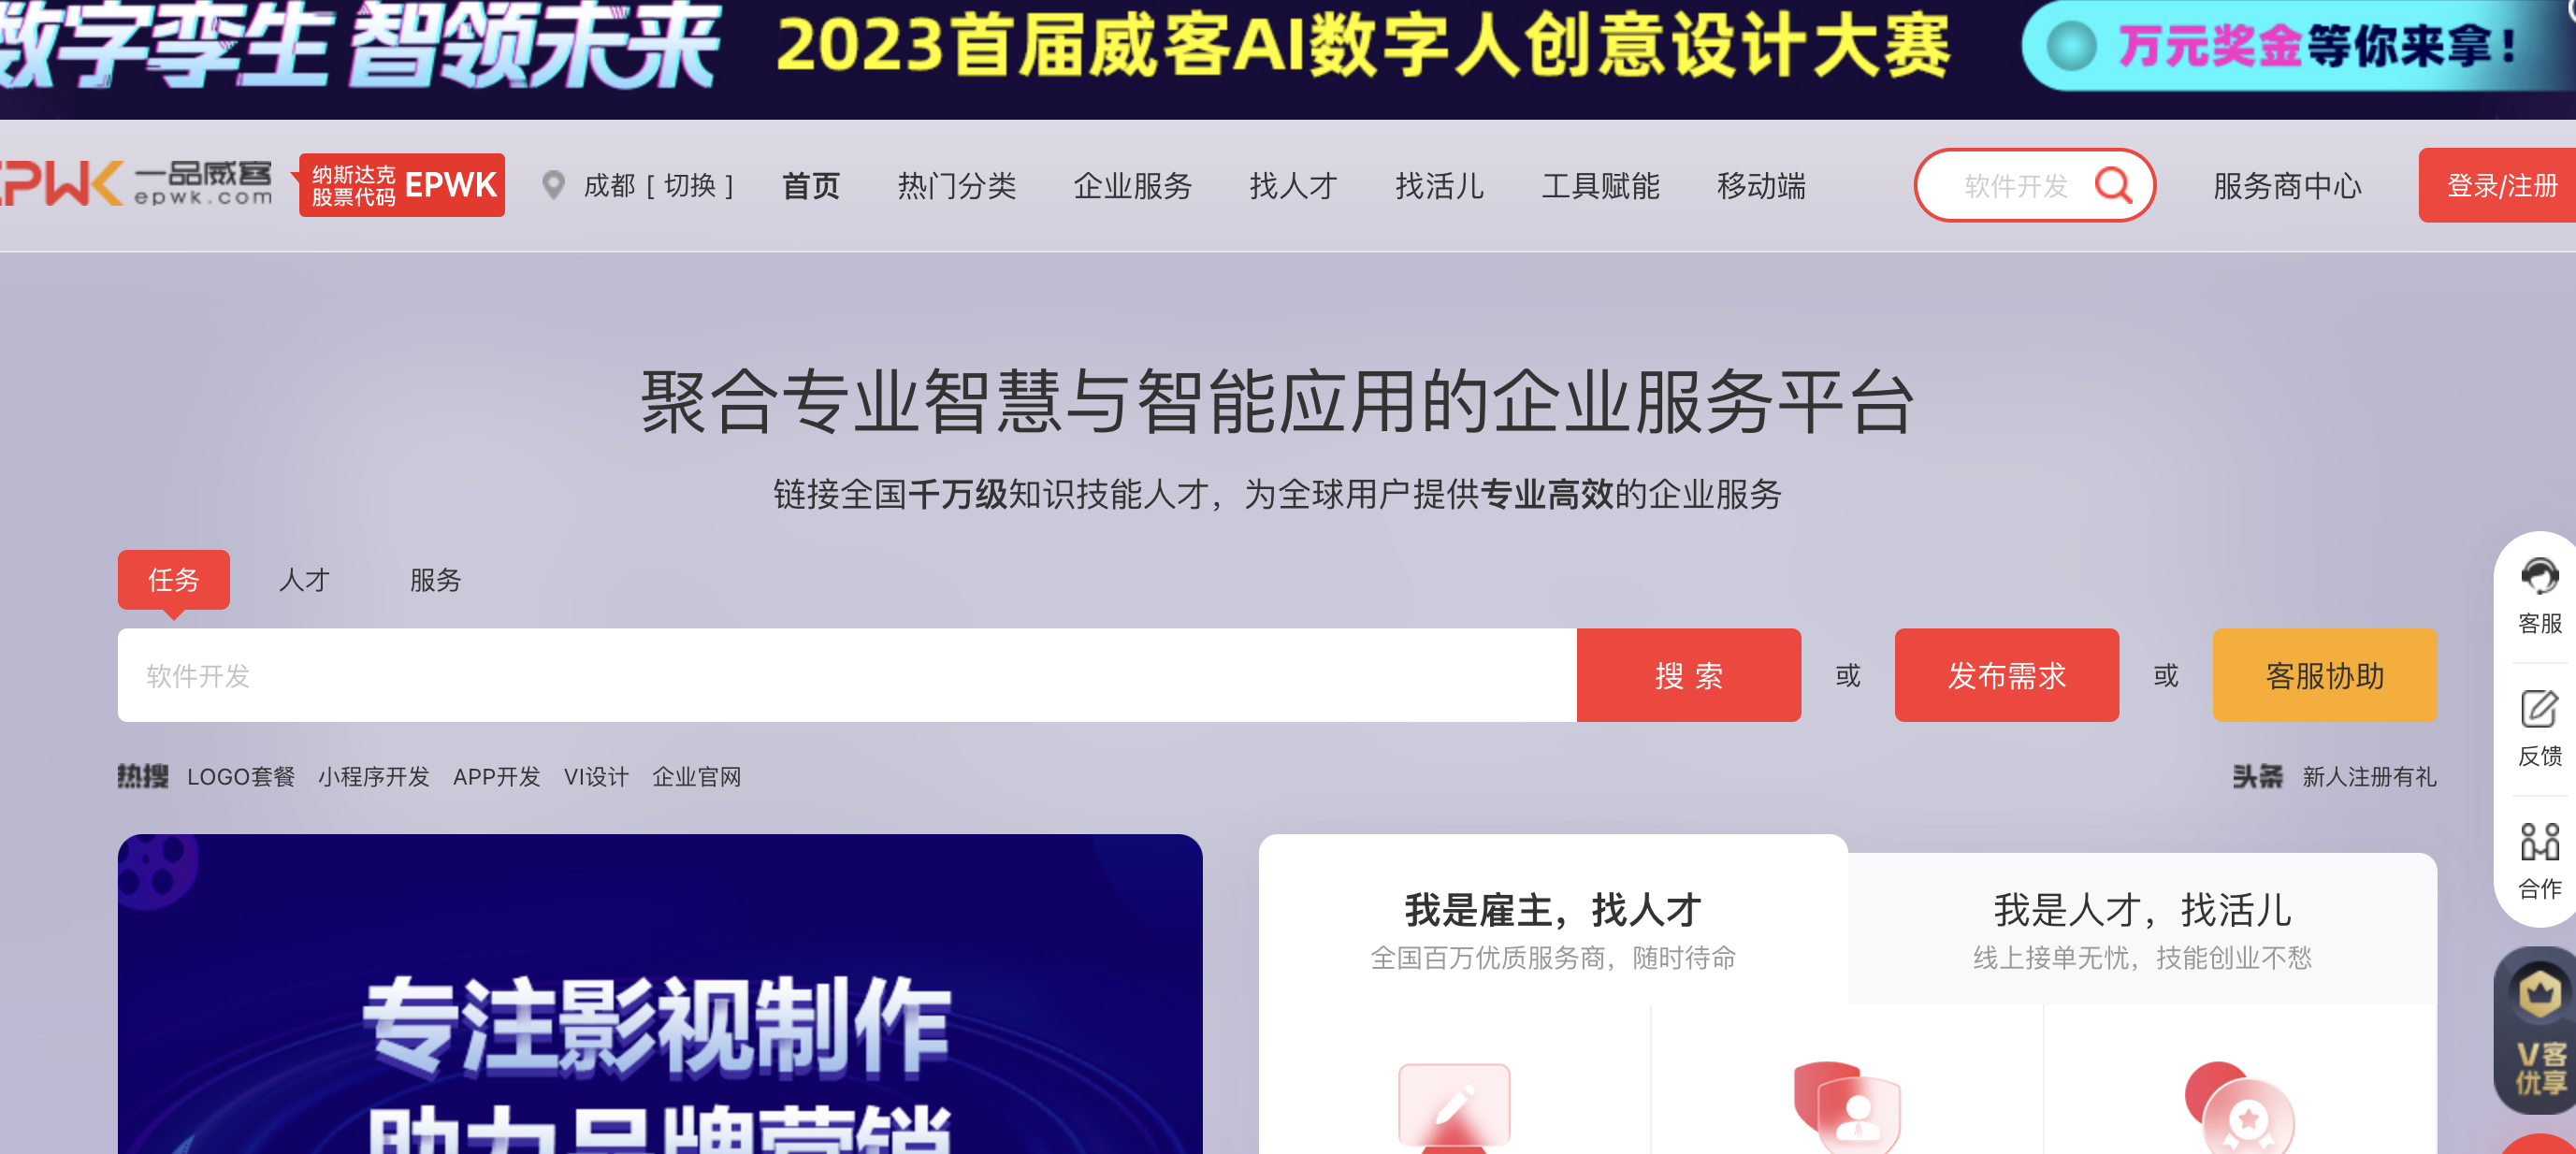 数字孪生 智领未来
2023首届威客AI数字人创意设计大赛
万元奖金等你来拿！
EPWK 一品威客
epwk.com
纳斯达克
股票代码
EPWK
成都 [ 切换 ]
首页 热门分类 企业服务 找人才 找活儿 工具赋能 移动端
软件开发
服务商中心
登录/注册
聚合专业智慧与智能应用的企业服务平台
链接全国千万级知识技能人才，为全球用户提供专业高效的企业服务
任务 人才 服务
软件开发
搜 索
或
发布需求
或
客服协助
热搜 LOGO套餐 小程序开发 APP开发 VI设计 企业官网
头条 新人注册有礼
专注影视制作
助力品牌营销
我是雇主，找人才
全国百万优质服务商，随时待命
我是人才，找活儿
线上接单无忧，技能创业不愁
客服
反馈
合作
V客
优享